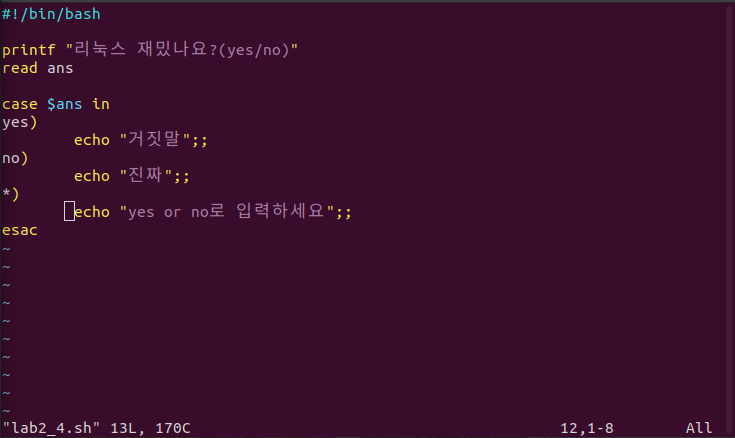 #!/bin/bash
printf "리눅스 재밌나요?(yes/no)"
read ans
case $ans in
yes)
echo "거짓말";;
no)
echo "진짜";;
*)
echo "yes or no로 입력하세요";;
esac
~
~
~
~
~
~
~
~
~
~
"lab2_4.sh" 13L, 170C 12,1-8 All